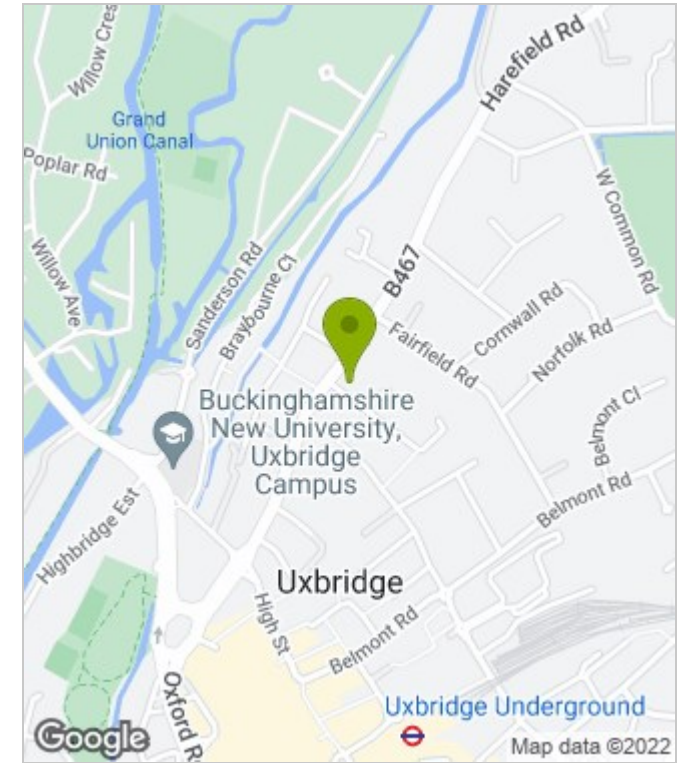 Willow Cres
Harefield Rd
Grand
Union Canal
Poplar Rd
W Common Rd
Willow Ave
Sanderson Rd
Braybourne Cl
B467
Fairfield Rd
Cornwall Rd
Norfolk Rd
Belmont Cl
Buckinghamshire
New University,
Uxbridge
Campus
Belmont Rd
Highbridge Est
Uxbridge
High St
Belmont Rd
Oxford R
Uxbridge Underground
Google
Map data ©2022